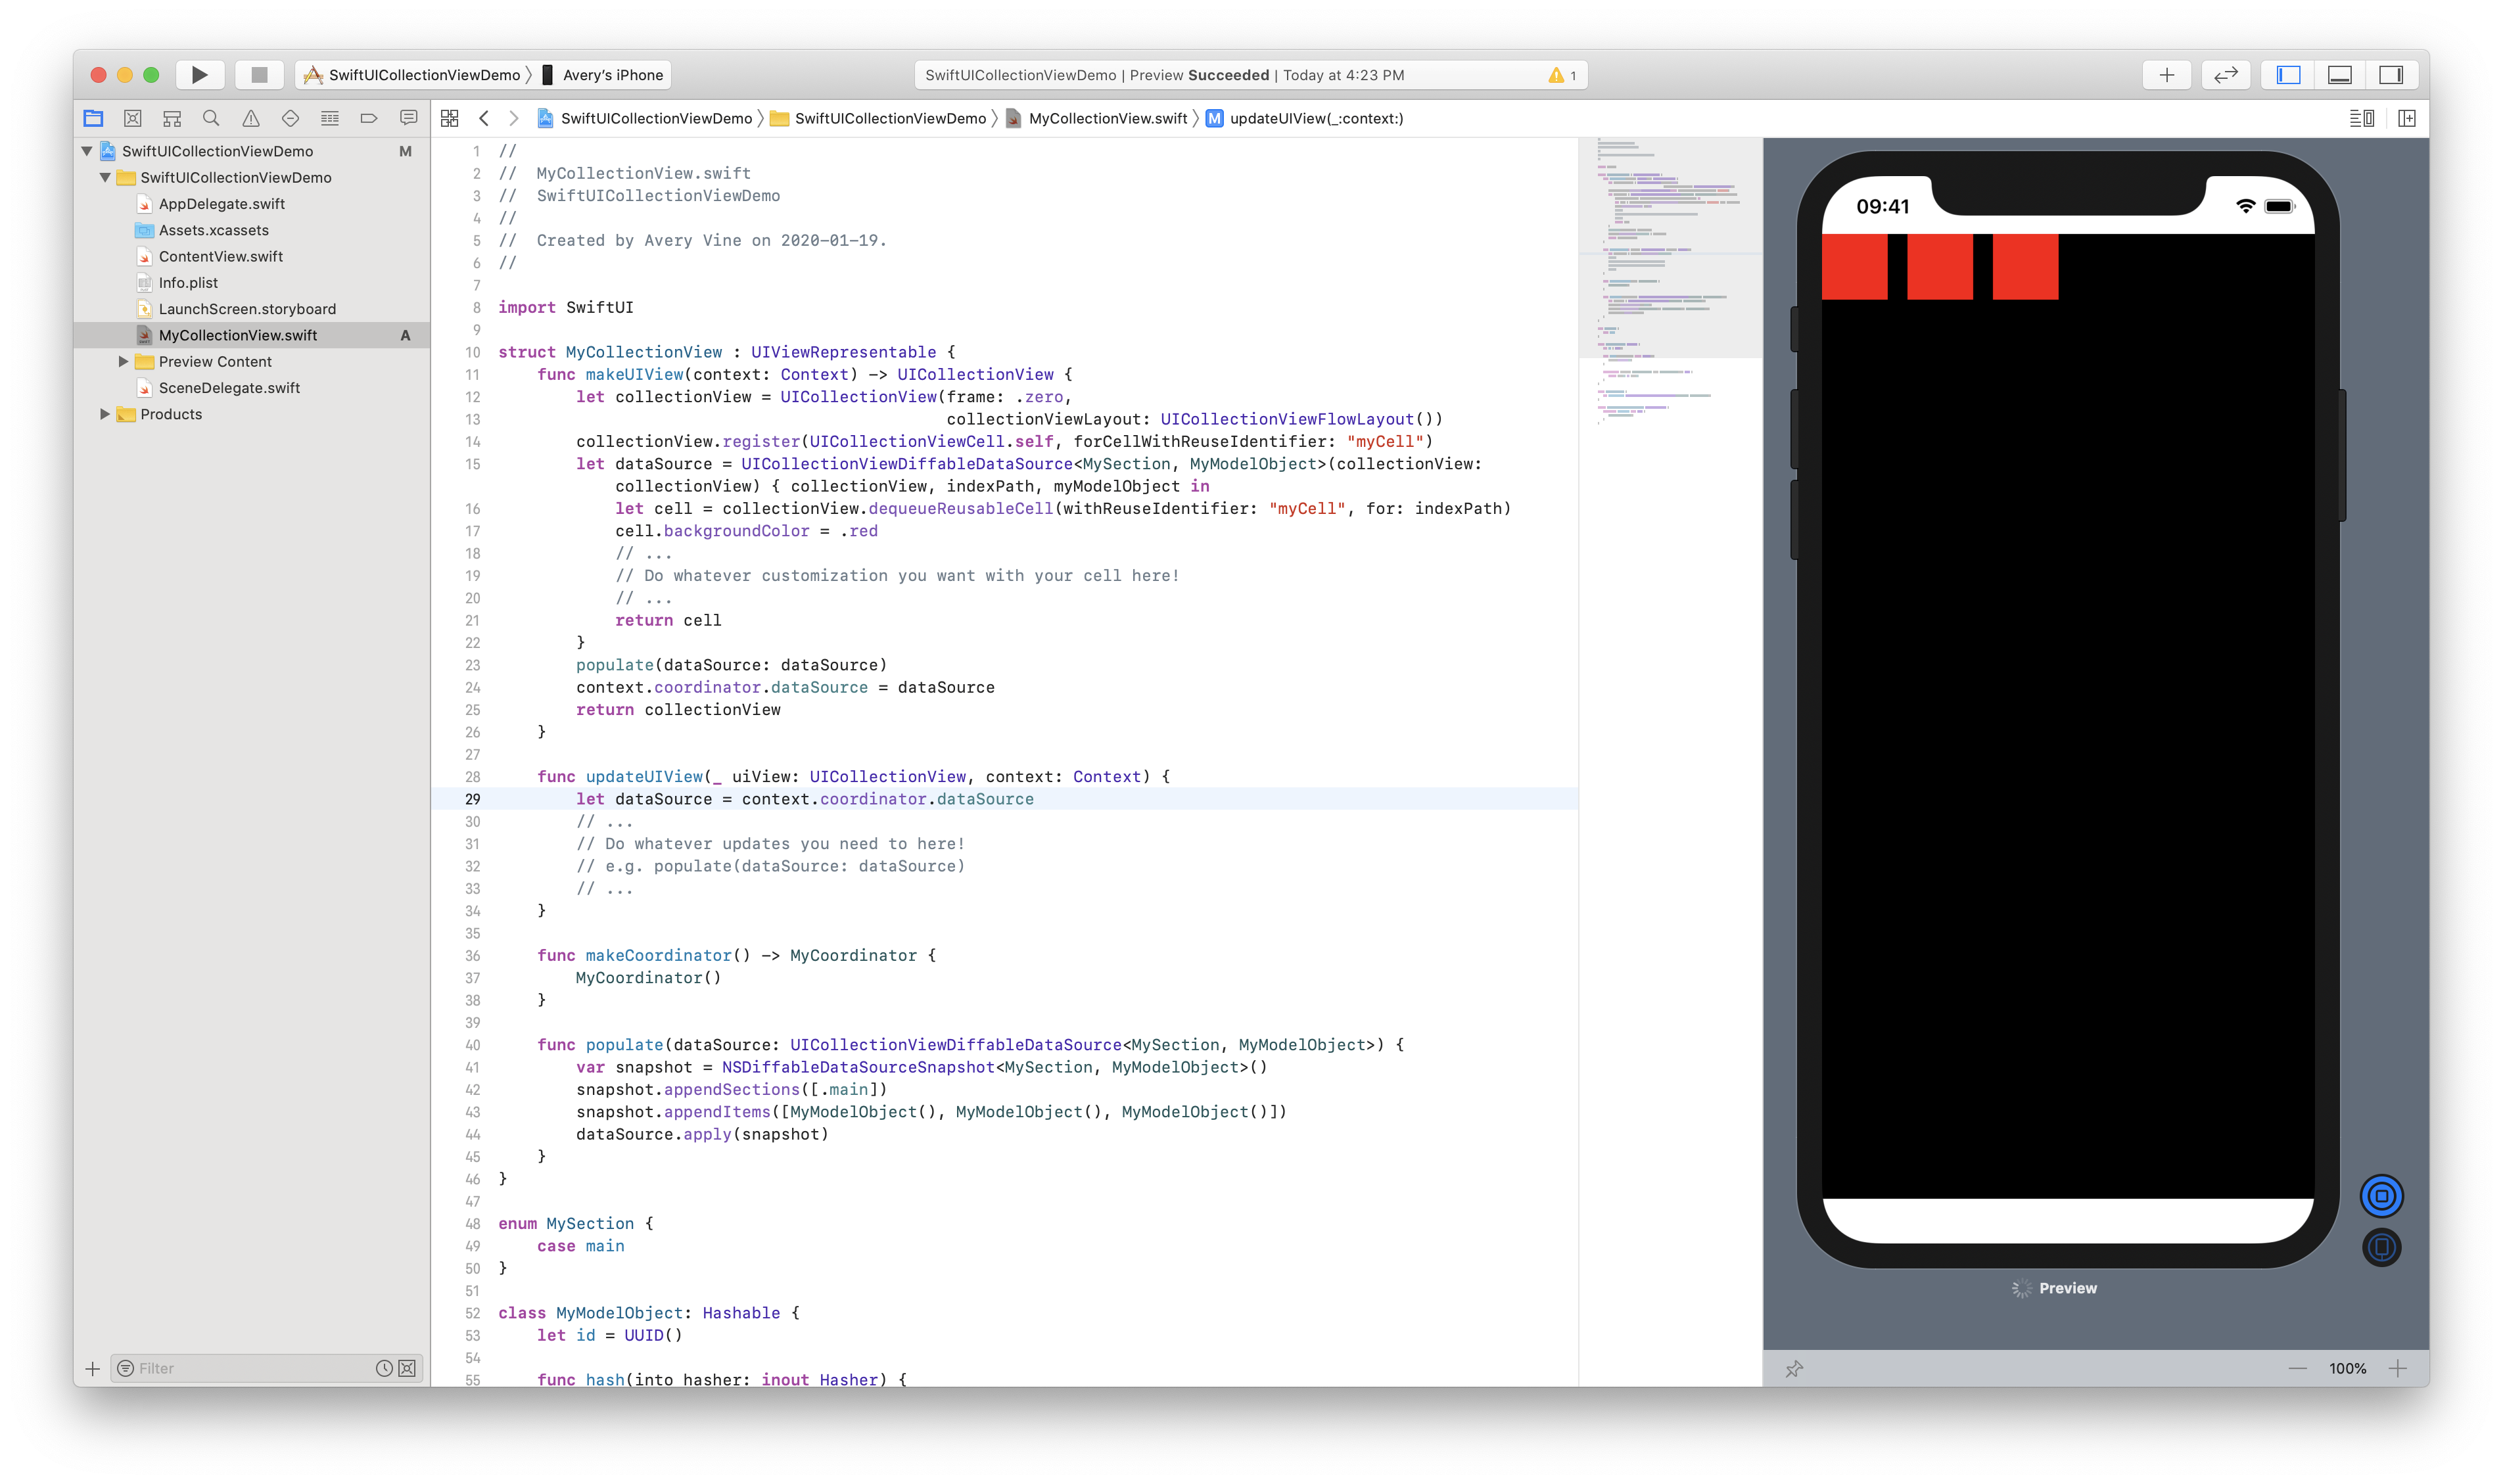 SwiftUICollectionViewDemo Avery’s iPhone
SwiftUICollectionViewDemo | Preview Succeeded | Today at 4:23 PM 1
SwiftUICollectionViewDemo SwiftUICollectionViewDemo MyCollectionView.swift M updateUIView(_:context:)
SwiftUICollectionViewDemo M
SwiftUICollectionViewDemo
AppDelegate.swift
Assets.xcassets
ContentView.swift
Info.plist
LaunchScreen.storyboard
MyCollectionView.swift A
Preview Content
SceneDelegate.swift
Products
Filter
1 //
2 //  MyCollectionView.swift
3 //  SwiftUICollectionViewDemo
4 //
5 //  Created by Avery Vine on 2020-01-19.
6 //
7
8 import SwiftUI
9
10 struct MyCollectionView : UIViewRepresentable {
11     func makeUIView(context: Context) -> UICollectionView {
12         let collectionView = UICollectionView(frame: .zero,
13                                               collectionViewLayout: UICollectionViewFlowLayout())
14         collectionView.register(UICollectionViewCell.self, forCellWithReuseIdentifier: "myCell")
15         let dataSource = UICollectionViewDiffableDataSource<MySection, MyModelObject>(collectionView:
            collectionView) { collectionView, indexPath, myModelObject in
16             let cell = collectionView.dequeueReusableCell(withReuseIdentifier: "myCell", for: indexPath)
17             cell.backgroundColor = .red
18             // ...
19             // Do whatever customization you want with your cell here!
20             // ...
21             return cell
22         }
23         populate(dataSource: dataSource)
24         context.coordinator.dataSource = dataSource
25         return collectionView
26     }
27
28     func updateUIView(_ uiView: UICollectionView, context: Context) {
29         let dataSource = context.coordinator.dataSource
30         // ...
31         // Do whatever updates you need to here!
32         // e.g. populate(dataSource: dataSource)
33         // ...
34     }
35
36     func makeCoordinator() -> MyCoordinator {
37         MyCoordinator()
38     }
39
40     func populate(dataSource: UICollectionViewDiffableDataSource<MySection, MyModelObject>) {
41         var snapshot = NSDiffableDataSourceSnapshot<MySection, MyModelObject>()
42         snapshot.appendSections([.main])
43         snapshot.appendItems([MyModelObject(), MyModelObject(), MyModelObject()])
44         dataSource.apply(snapshot)
45     }
46 }
47
48 enum MySection {
49     case main
50 }
51
52 class MyModelObject: Hashable {
53     let id = UUID()
54
55     func hash(into hasher: inout Hasher) {
09:41
Preview
100%